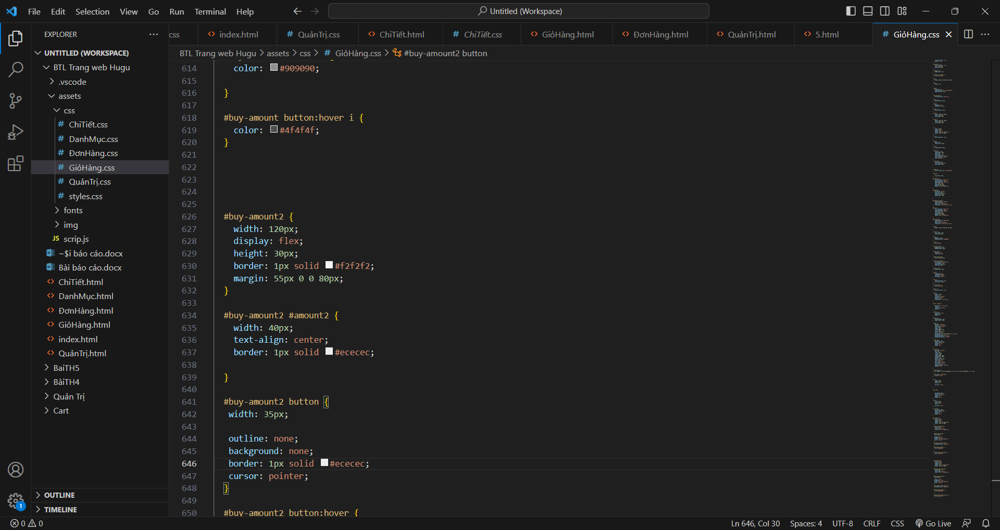 File Edit Selection View Go Run Terminal Help
Untitled (Workspace)
EXPLORER
css
index.html
QuảnTrị.css
ChiTiết.html
ChiTiết.css
GiỏHàng.html
ĐơnHàng.html
QuảnTrị.html
5.html
GiỏHàng.css
BTL Trang web Hugu > assets > css > # GiỏHàng.css > #buy-amount2 button
UNTITLED (WORKSPACE)
BTL Trang web Hugu
.vscode
assets
css
# ChiTiết.css
# DanhMục.css
# ĐơnHàng.css
# GiỏHàng.css
# QuảnTrị.css
# styles.css
fonts
img
JS scrip.js
~$i báo cáo.docx
Bài báo cáo.docx
<> ChiTiết.html
<> DanhMục.html
<> ĐơnHàng.html
<> GiỏHàng.html
<> index.html
<> QuảnTrị.html
BaiTH5
BàiTH4
Quản Trị
Cart
OUTLINE
TIMELINE
614 color: #909090;
615
616 }
617
618 #buy-amount button:hover i {
619 color: #4f4f4f;
620 }
621
622
623
624
625
626 #buy-amount2 {
627 width: 120px;
628 display: flex;
629 height: 30px;
630 border: 1px solid #f2f2f2;
631 margin: 55px 0 0 80px;
632 }
633
634 #buy-amount2 #amount2 {
635 width: 40px;
636 text-align: center;
637 border: 1px solid #ececec;
638
639 }
640
641 #buy-amount2 button {
642 width: 35px;
643
644 outline: none;
645 background: none;
646 border: 1px solid #ececec;
647 cursor: pointer;
648 }
649
650 #buy-amount2 button:hover {
1
0 0
Ln 646, Col 30 Spaces: 4 UTF-8 CRLF CSS Go Live